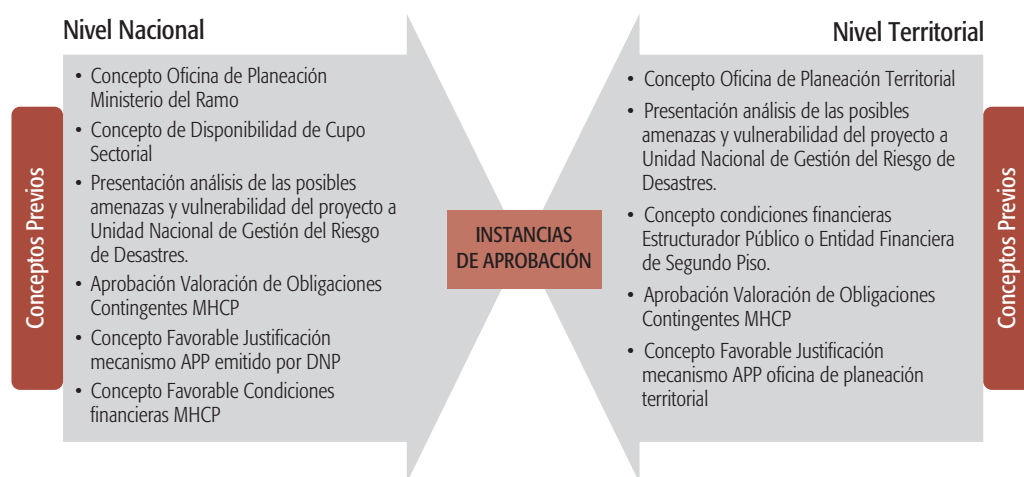 Nivel Nacional
Conceptos Previos
• Concepto Oficina de Planeación
Ministerio del Ramo
• Concepto de Disponibilidad de Cupo
Sectorial
• Presentación análisis de las posibles
amenazas y vulnerabilidad del proyecto a
Unidad Nacional de Gestión del Riesgo
de Desastres.
• Aprobación Valoración de Obligaciones
Contingentes MHCP
• Concepto Favorable Justificación
mecanismo APP emitido por DNP
• Concepto Favorable Condiciones
financieras MHCP
INSTANCIAS
DE APROBACIÓN
Nivel Territorial
• Concepto Oficina de Planeación Territorial
• Presentación análisis de las posibles
amenazas y vulnerabilidad del proyecto a
Unidad Nacional de Gestión del Riesgo de
Desastres.
• Concepto condiciones financieras
Estructurador Público o Entidad Financiera
de Segundo Piso.
• Aprobación Valoración de Obligaciones
Contingentes MHCP
• Concepto Favorable Justificación
mecanismo APP oficina de planeación
territorial
Conceptos Previos